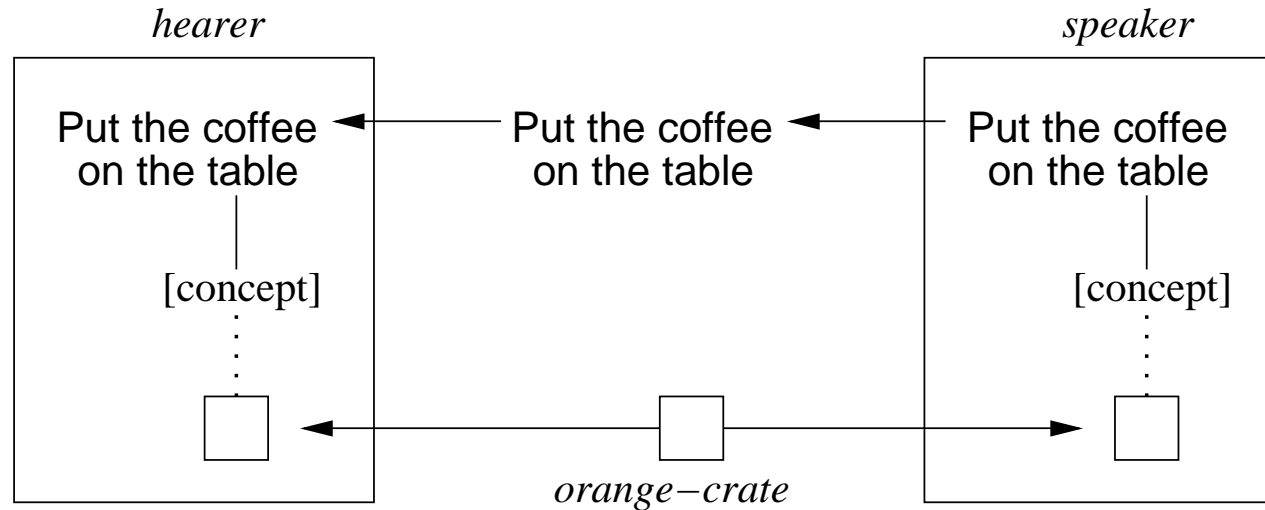 hearer
speaker
Put the coffee
on the table
Put the coffee
on the table
Put the coffee
on the table
[concept]
[concept]
orange−crate